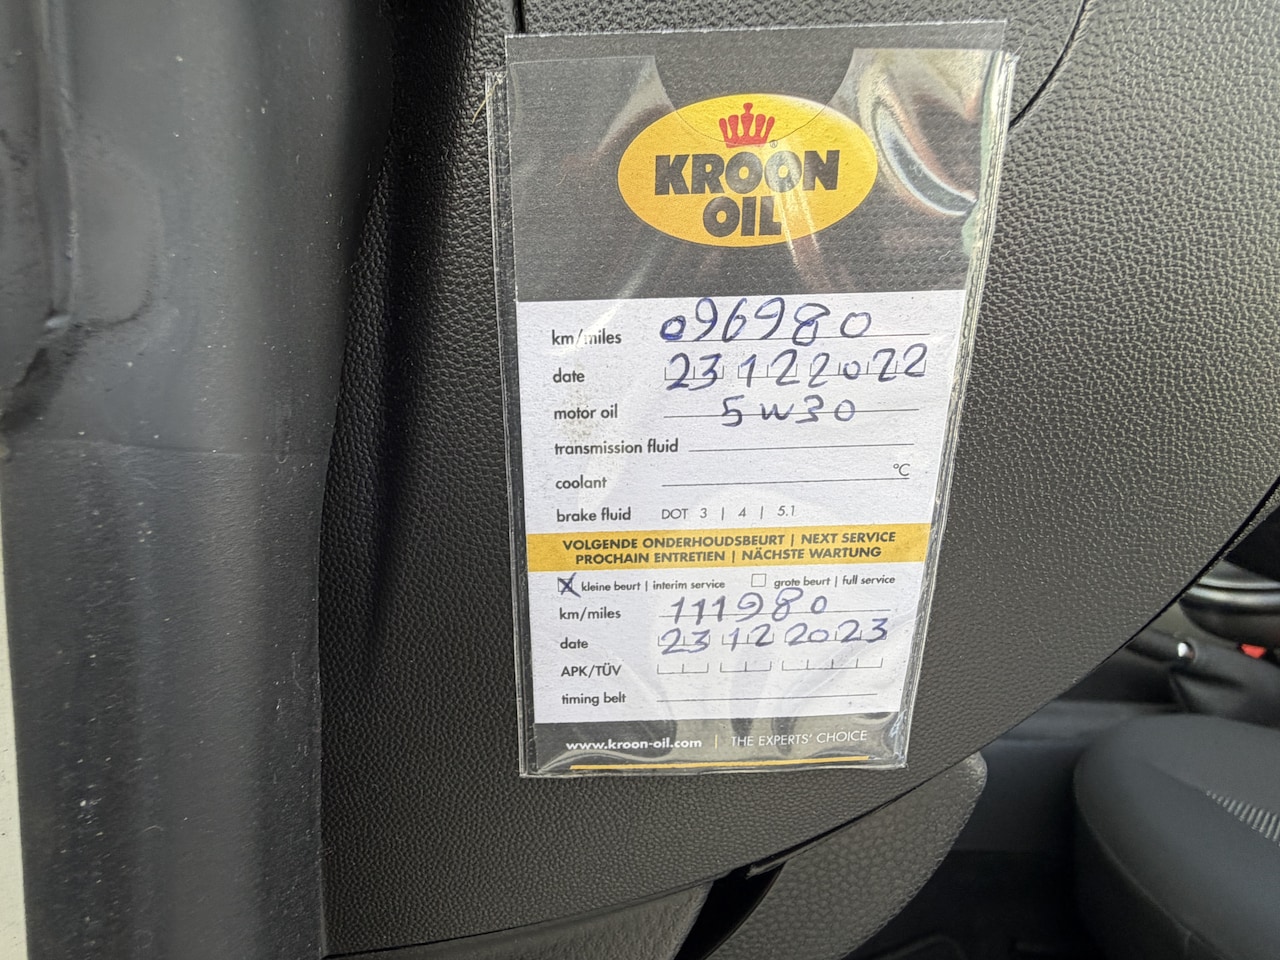 KROON
OIL
km/miles 096980
date 23 12 2022
motor oil 5W30
transmission fluid
coolant °C
brake fluid DOT 3 | 4 | 5.1
VOLGENDE ONDERHOUDSBEURT | NEXT SERVICE
PROCHAIN ENTRETIEN | NÄCHSTE WARTUNG
kleine beurt | interim service grote beurt | full service
km/miles 111980
date 23 12 2023
APK/TÜV
timing belt
www.kroon-oil.com | THE EXPERTS' CHOICE